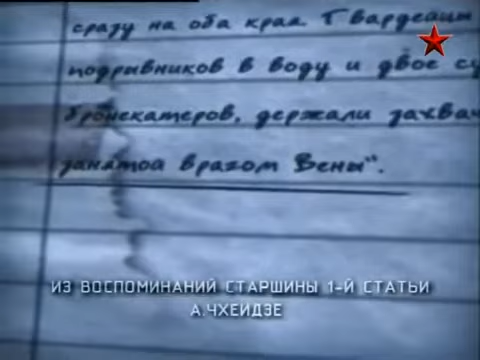 сразу на оба края. Гвардейцы
подрывников в воду и двое су
бронекатеров, держали захва
занятой врагом Вены".
ИЗ ВОСПОМИНАНИЙ СТАРШИНЫ 1-Й СТАТЬИ
А.ЧХЕИДЗЕ